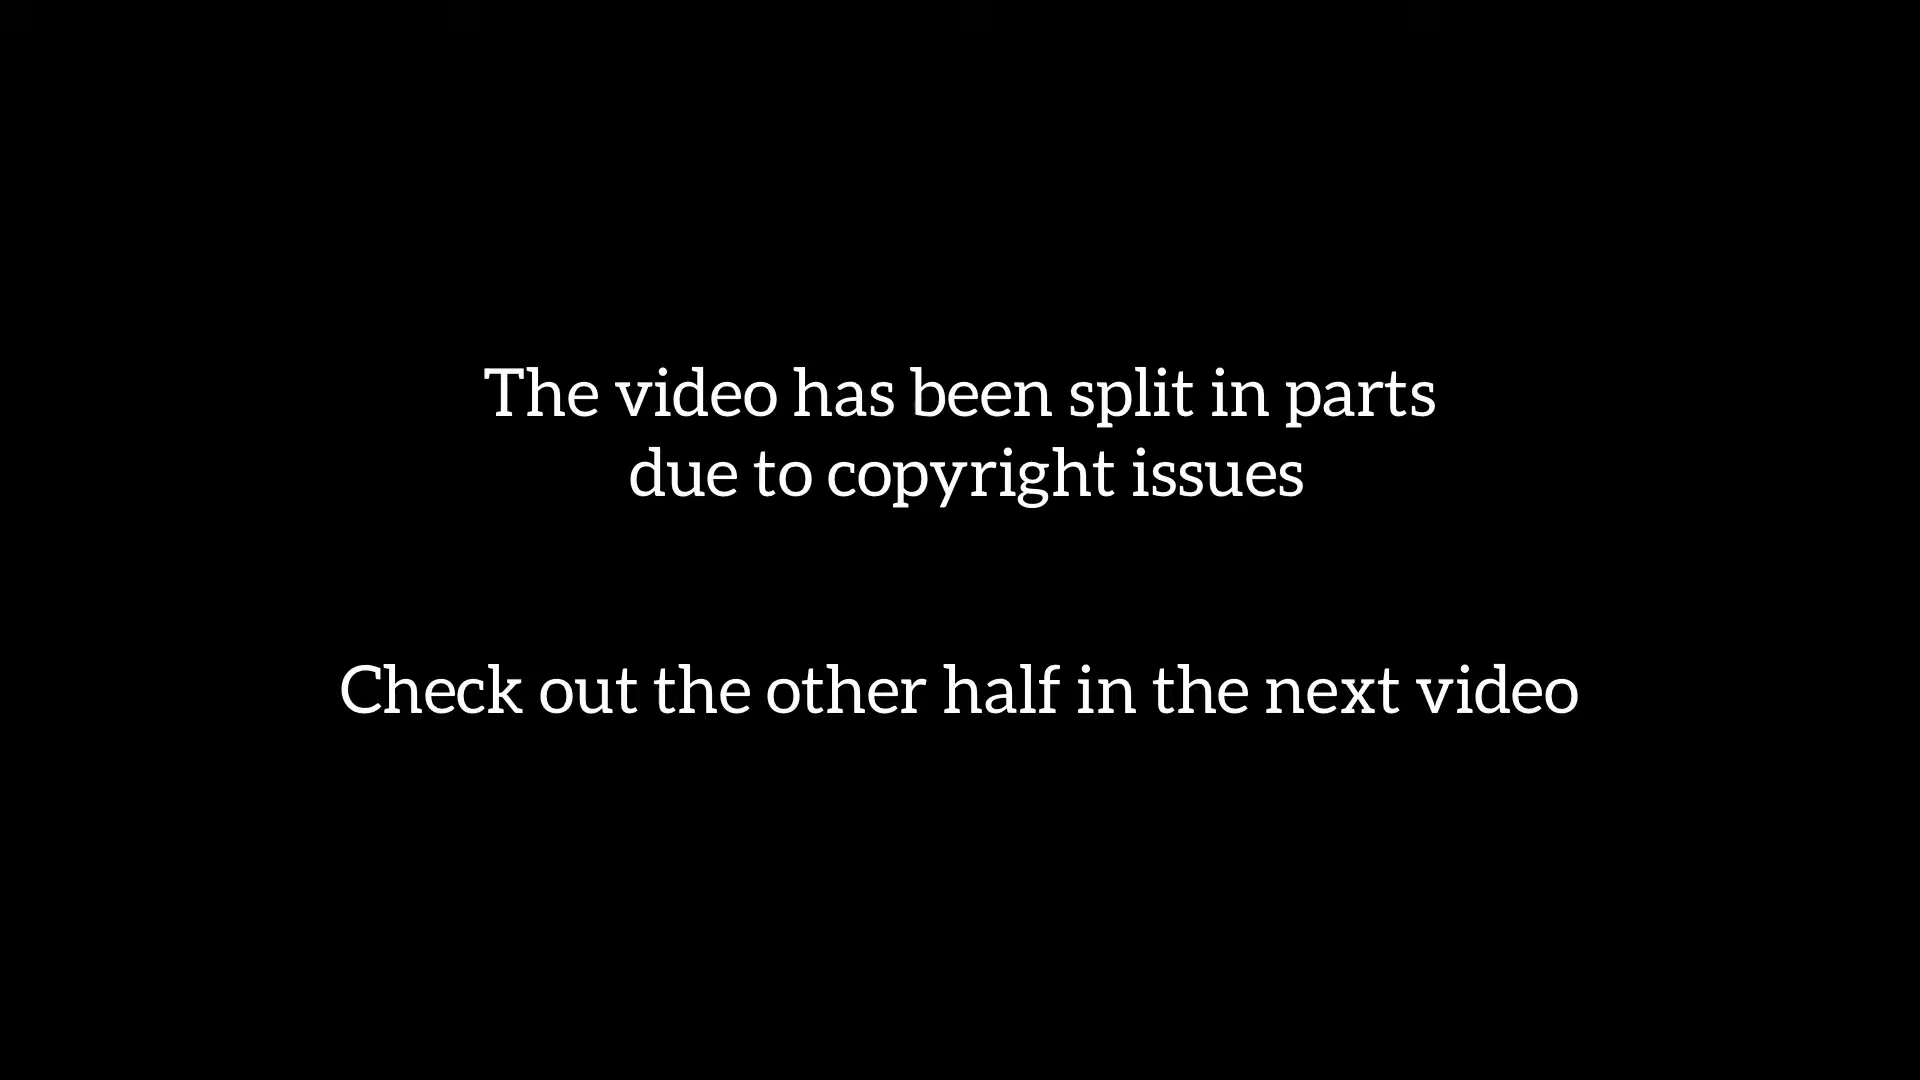 The video has been split in parts
due to copyright issues
Check out the other half in the next video